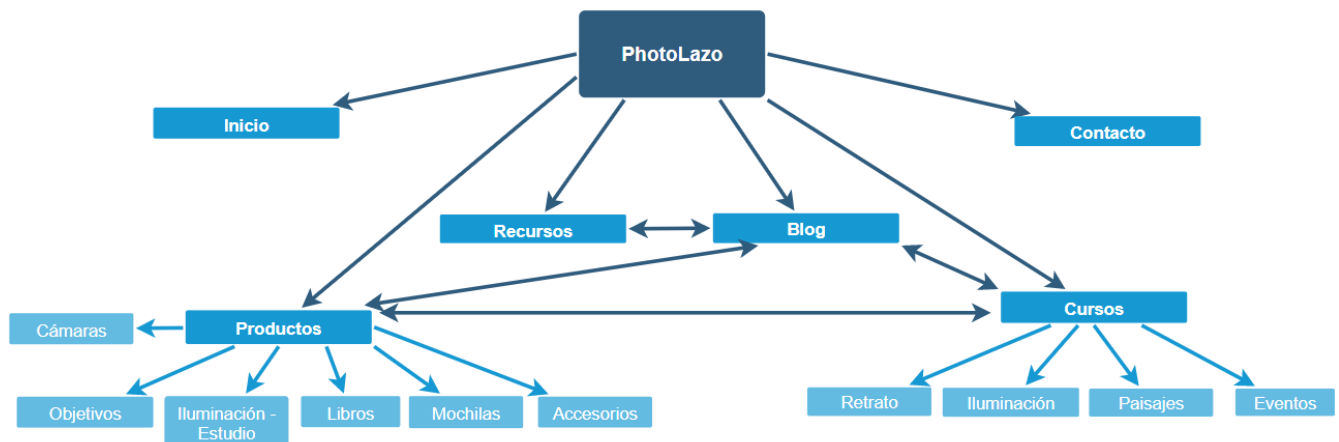 PhotoLazo
Inicio
Contacto
Recursos
Blog
Productos
Cursos
Cámaras
Objetivos
Iluminación -
Estudio
Libros
Mochilas
Accesorios
Retrato
Iluminación
Paisajes
Eventos